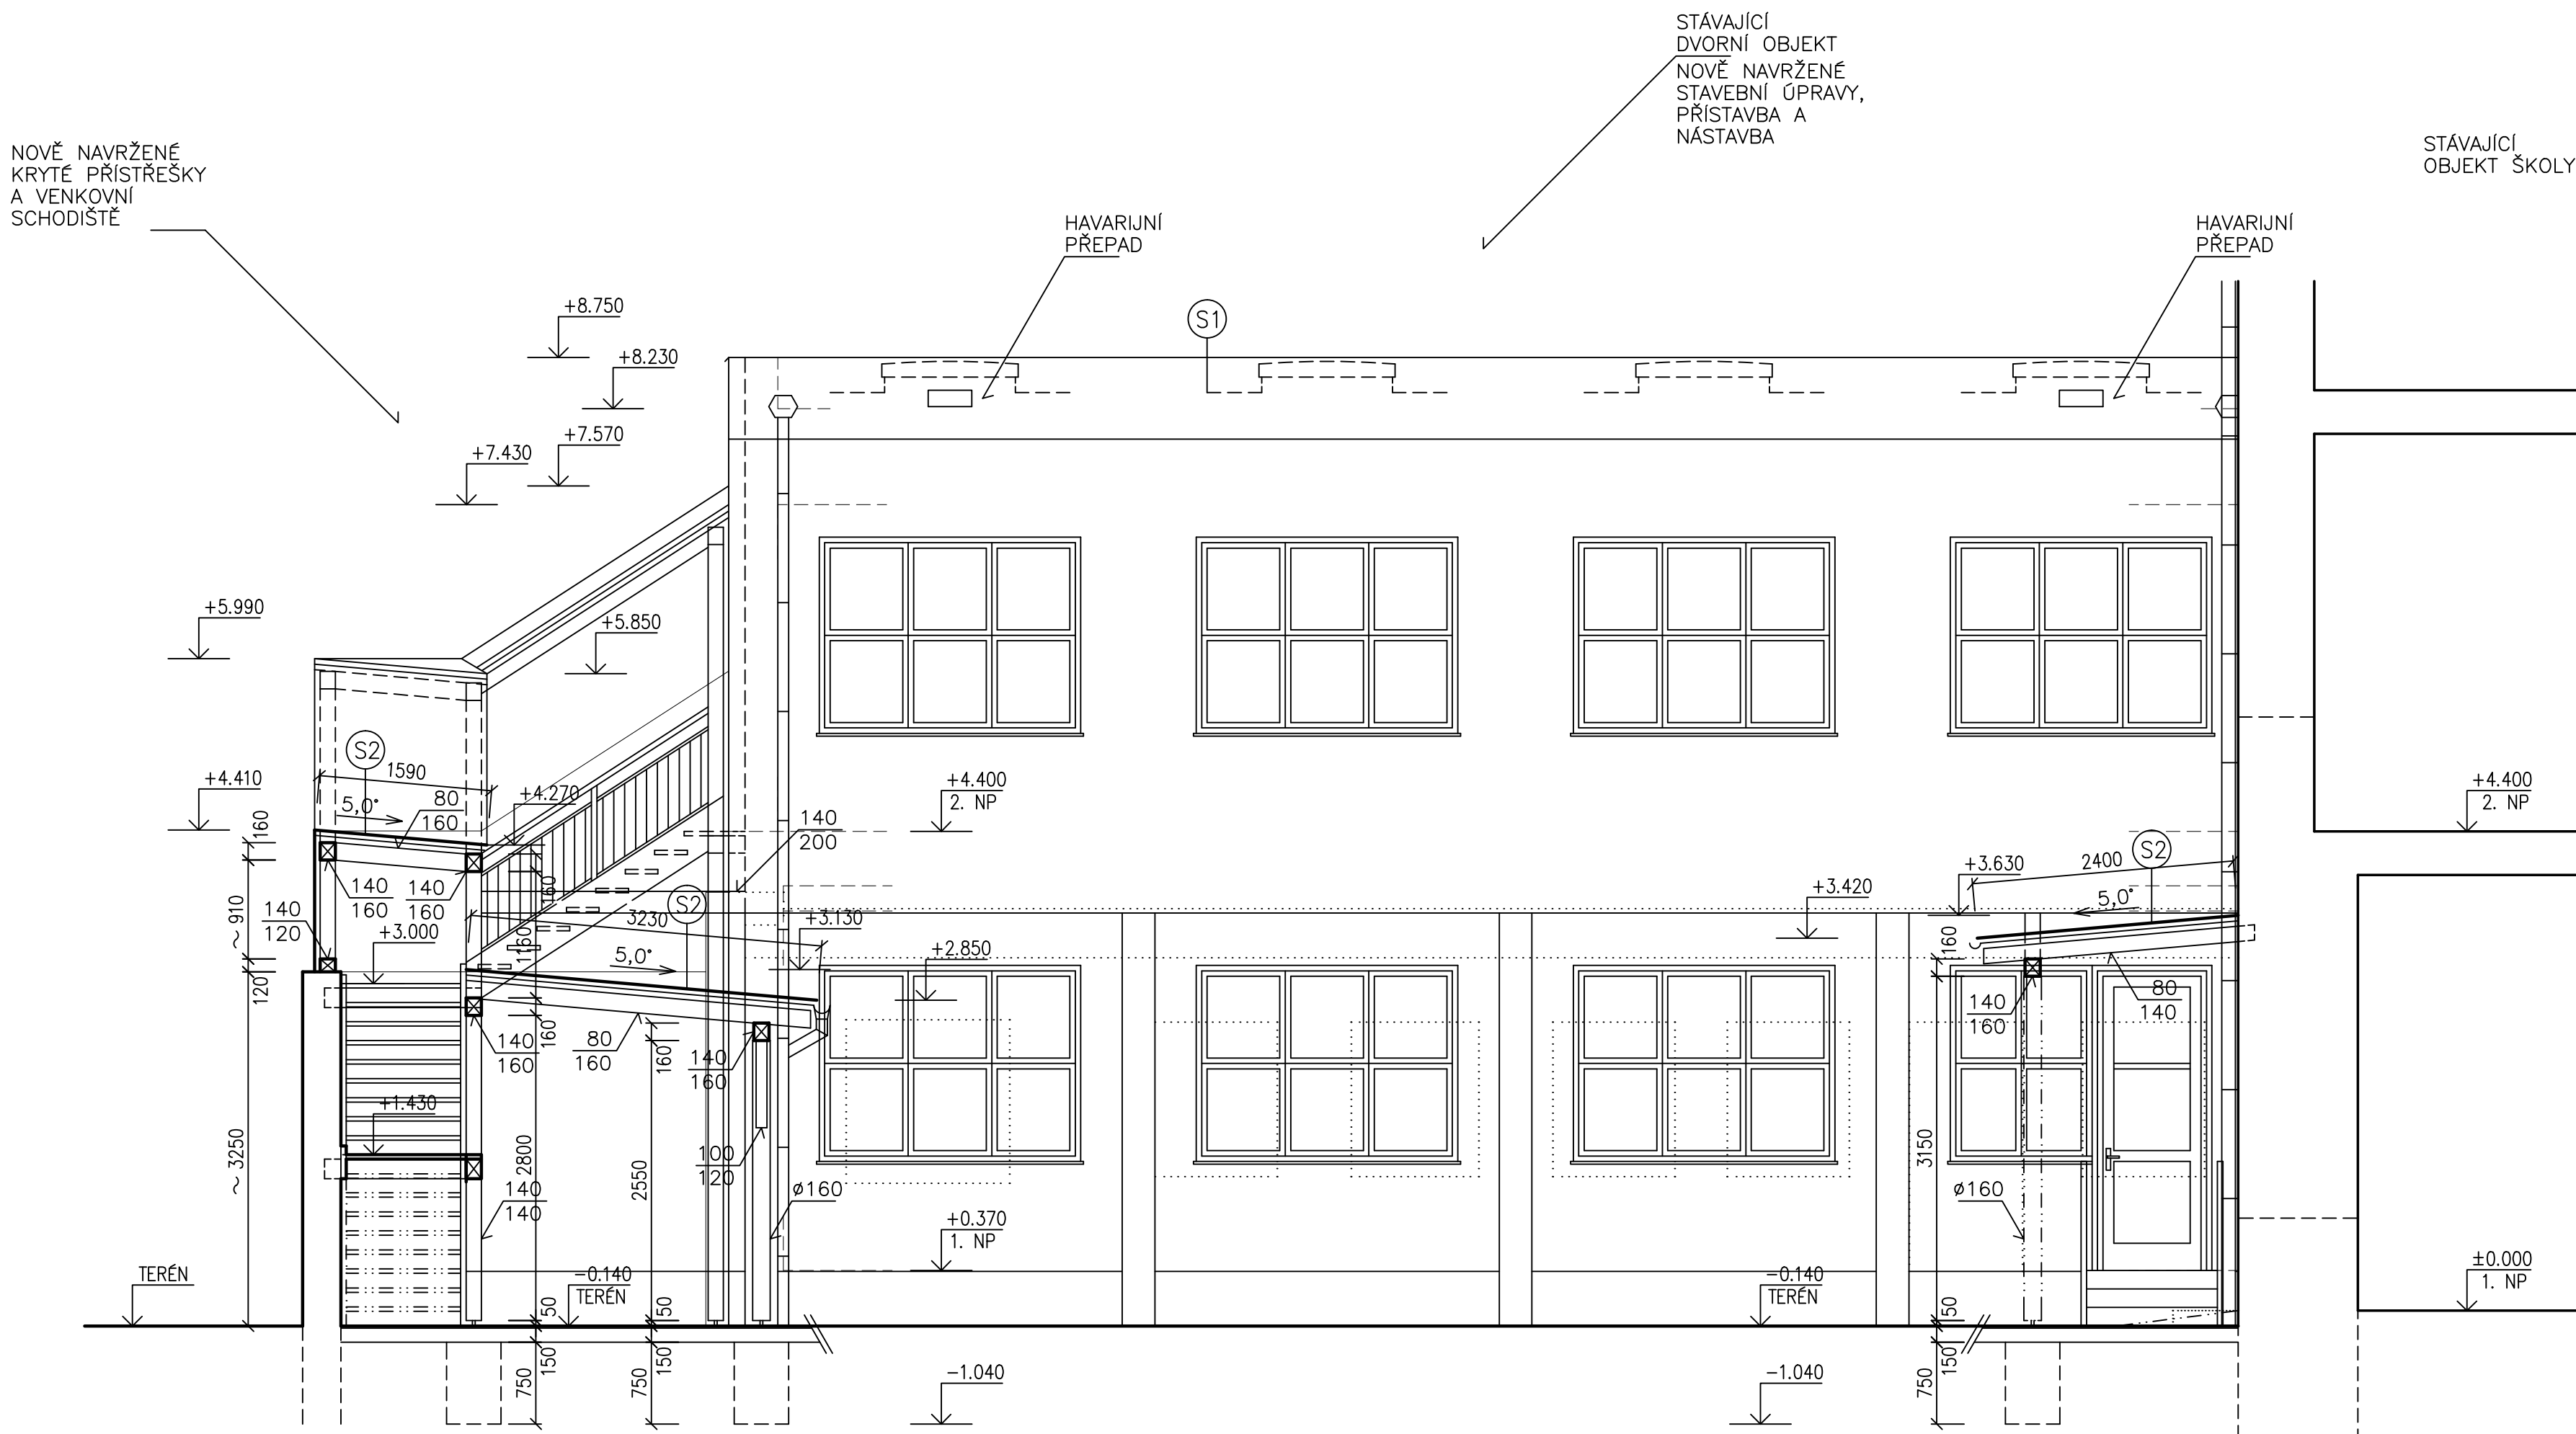 STÁVAJÍCÍ
DVORNÍ OBJEKT
NOVĚ NAVRŽENÉ
STAVEBNÍ ÚPRAVY,
PŘÍSTAVBA A
NÁSTAVBA
STÁVAJÍCÍ
OBJEKT ŠKOLY
NOVĚ NAVRŽENÉ
KRYTÉ PŘÍSTŘEŠKY
A VENKOVNÍ
SCHODIŠTĚ
HAVARIJNÍ
PŘEPAD
HAVARIJNÍ
PŘEPAD
+8.750
S1
+8.230
+7.570
+7.430
+5.990
+5.850
S2
1590
+4.410
5,0°
80
160
+4.270
160
140
200
+4.400
2. NP
+4.400
2. NP
S2
2400
+3.630
5,0°
+3.420
140
160
140
160
160
S2
3230
~ 910
140
120
+3.000
+3.130
160
5,0°
+2.850
160
120
140
160
160
80
160
160
140
160
140
160
80
140
+1.430
~ 3250
2800
2550
100
120
3150
140
140
ø160
ø160
+0.370
1. NP
±0.000
1. NP
TERÉN
-0.140
TERÉN
-0.140
TERÉN
50
50
50
150
150
150
750
750
750
-1.040
-1.040